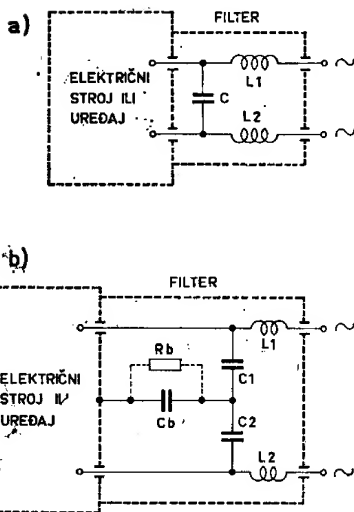 a)
FILTER
ELEKTRIČNI
STROJ ILI
UREĐAJ
C
L1
L2
b)
FILTER
ELEKTRIČNI
STROJ ILI
UREĐAJ
Rb
Cb
C1
C2
L1
L2